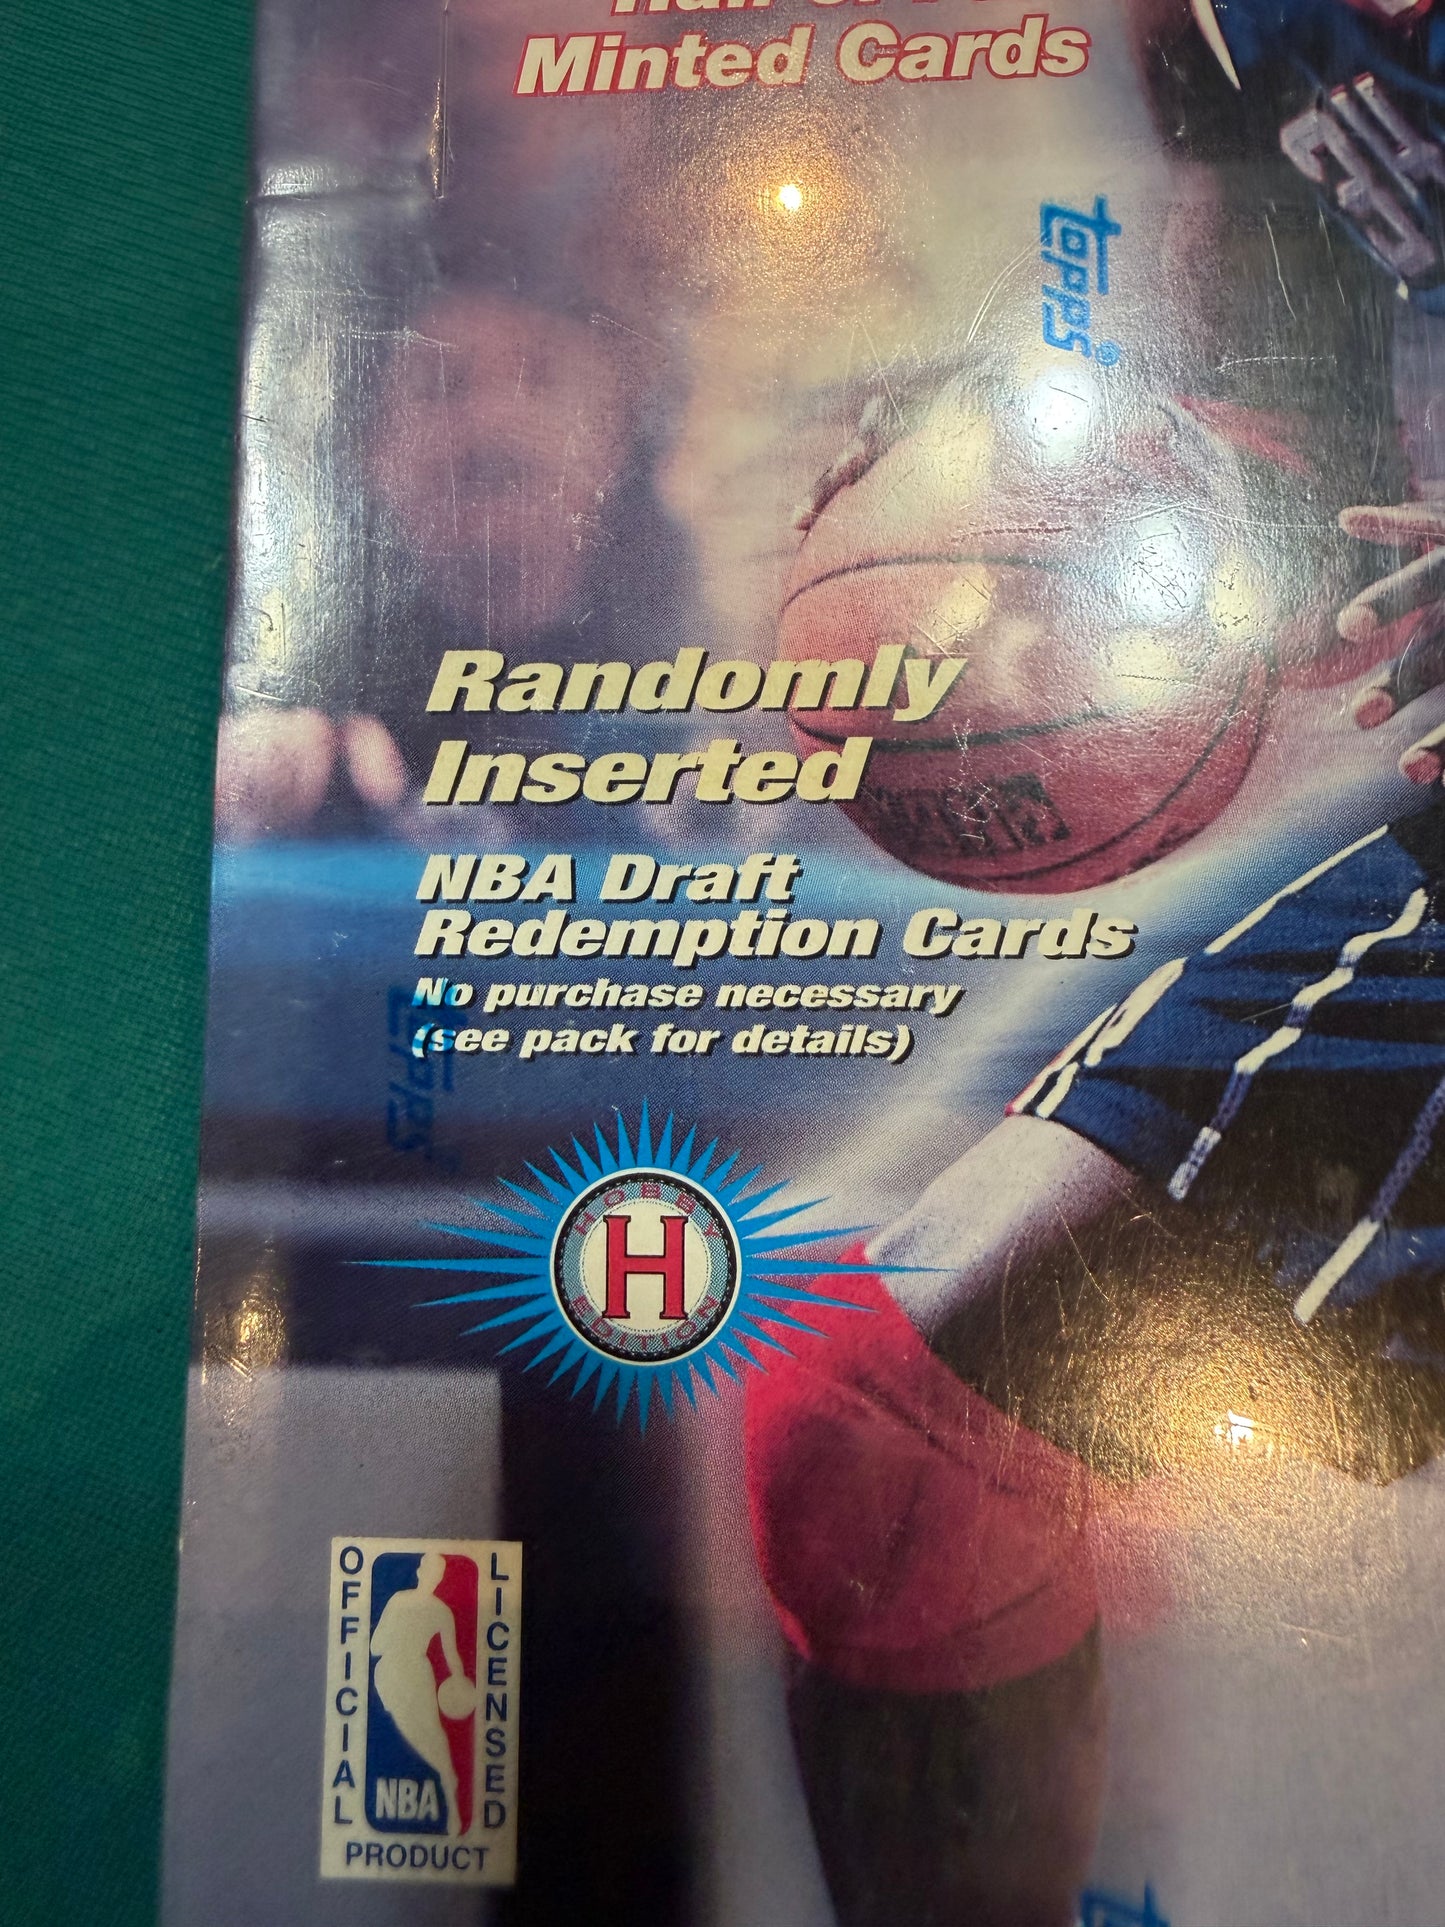 Minted Cards
34
topps®
Randomly
Inserted
NBA Draft
Redemption Cards
No purchase necessary
(see pack for details)
topps
HOBBY
H
EDITION
OFFICIAL
LICENSED
NBA
PRODUCT